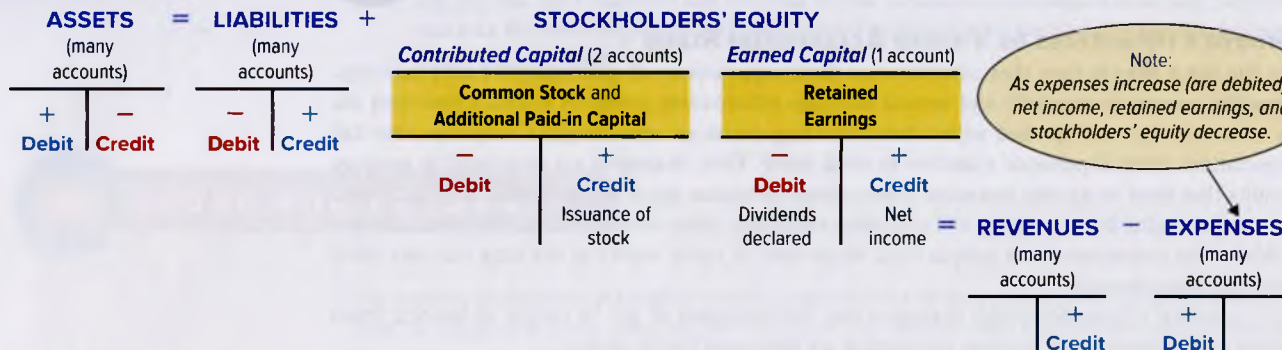 ASSETS = LIABILITIES + STOCKHOLDERS' EQUITY
(many accounts)
+ −
Debit Credit
(many accounts)
− +
Debit Credit
Contributed Capital (2 accounts)
Common Stock and
Additional Paid-in Capital
− +
Debit Credit
Issuance of
stock
Earned Capital (1 account)
Retained
Earnings
− +
Debit Credit
Dividends
declared
Net
income
Note:
As expenses increase (are debited)
net income, retained earnings, an
stockholders' equity decrease.
= REVENUES − EXPENSES
(many
accounts)
+
Credit
(many
accounts)
+
Debit